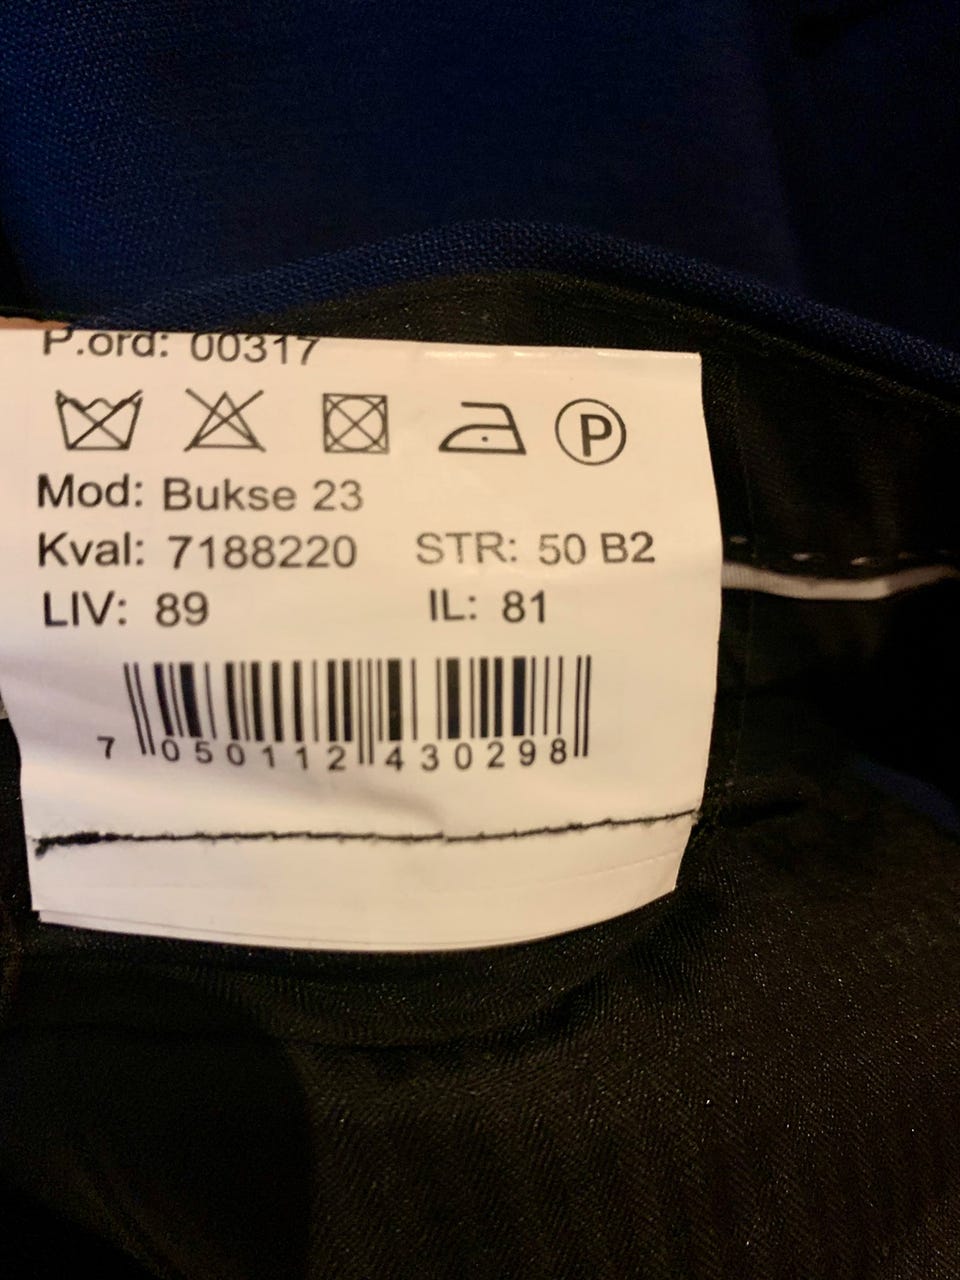 P.ord: 00317
P
Mod: Bukse 23
Kval: 7188220 STR: 50 B2
LIV: 89 IL: 81
7 050112 430298